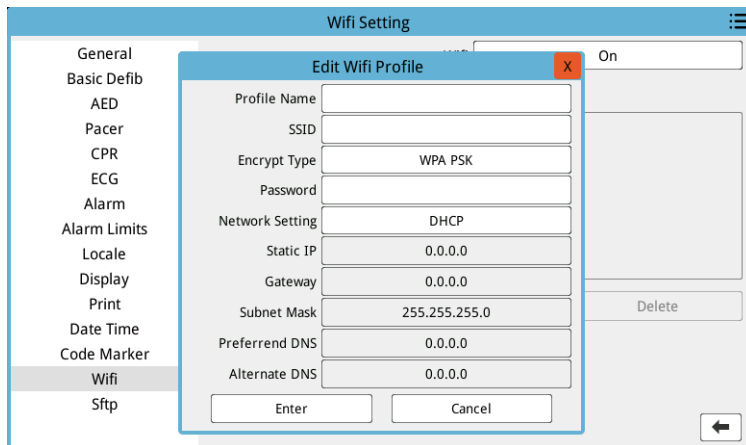 Wifi Setting
General
Basic Defib
AED
Pacer
CPR
ECG
Alarm
Alarm Limits
Locale
Display
Print
Date Time
Code Marker
Wifi
Sftp
On
Edit Wifi Profile
X
Profile Name
SSID
Encrypt Type WPA PSK
Password
Network Setting DHCP
Static IP 0.0.0.0
Gateway 0.0.0.0
Subnet Mask 255.255.255.0
Preferrend DNS 0.0.0.0
Alternate DNS 0.0.0.0
Enter Cancel
Delete